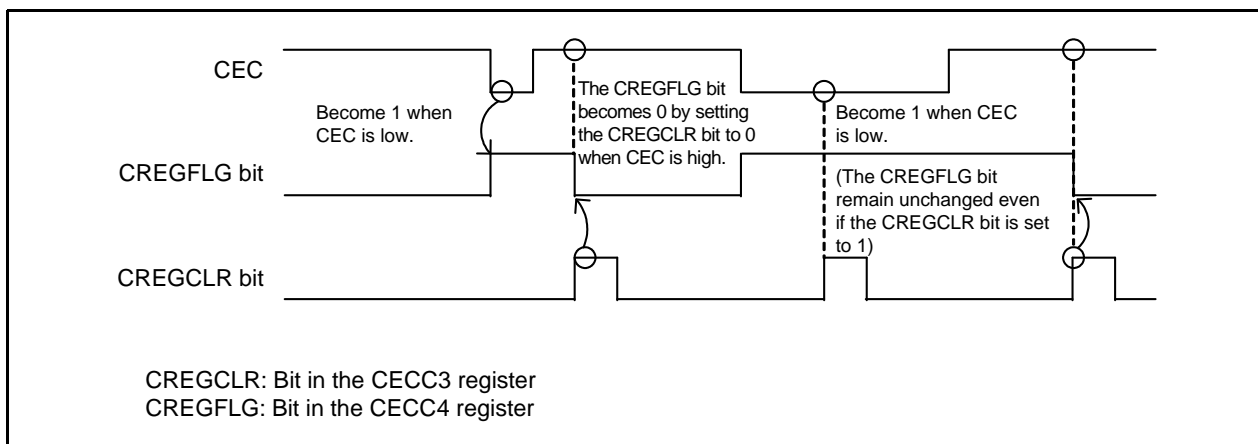 CEC
Become 1 when
CEC is low.
The CREGFLG bit
becomes 0 by setting
the CREGCLR bit to 0
when CEC is high.
Become 1 when CEC
is low.
CREGFLG bit
(The CREGFLG bit
remain unchanged even
if the CREGCLR bit is set
to 1)
CREGCLR bit
CREGCLR: Bit in the CECC3 register
CREGFLG: Bit in the CECC4 register